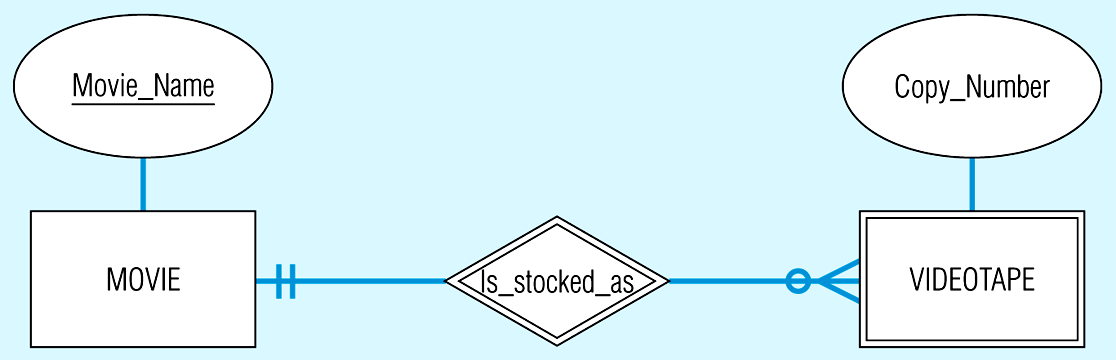 Movie_Name
Copy_Number
MOVIE
Is_stocked_as
VIDEOTAPE